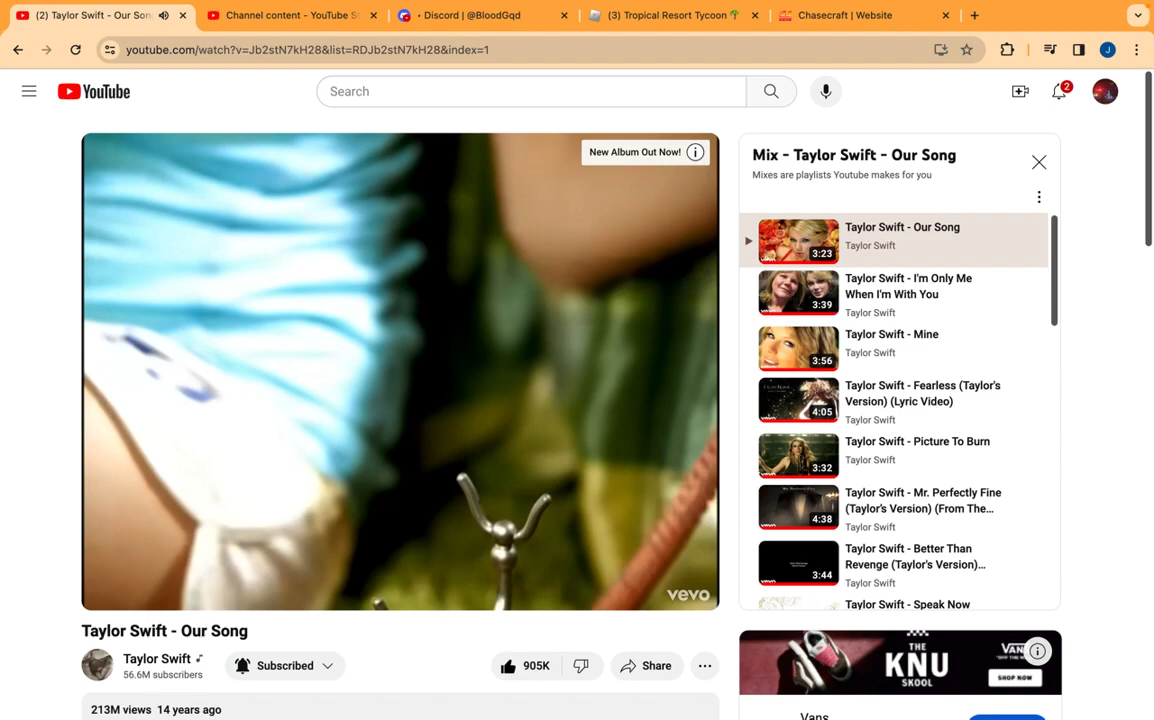 (2) Taylor Swift - Our Son
Channel content - YouTube S
• Discord | @BloodGqd
(3) Tropical Resort Tycoon🌴
Chasecraft | Website
youtube.com/watch?v=Jb2stN7kH28&list=RDJb2stN7kH28&index=1
J
YouTube
Search
2
New Album Out Now!
vevo
Mix - Taylor Swift - Our Song
Mixes are playlists Youtube makes for you
Taylor Swift - Our Song
Taylor Swift
3:23
Taylor Swift - I'm Only Me
When I'm With You
Taylor Swift
3:39
Taylor Swift - Mine
Taylor Swift
3:56
Taylor Swift - Fearless (Taylor's
Version) (Lyric Video)
Taylor Swift
4:05
Taylor Swift - Picture To Burn
Taylor Swift
3:32
Taylor Swift - Mr. Perfectly Fine
(Taylor's Version) (From The...
Taylor Swift
4:38
Taylor Swift - Better Than
Revenge (Taylor's Version)...
Taylor Swift
3:44
Taylor Swift - Speak Now
Taylor Swift - Our Song
Taylor Swift
56.6M subscribers
Subscribed
905K
Share
213M views 14 years ago
THE
KNU
SKOOL
VAN
SHOP NOW
Vans